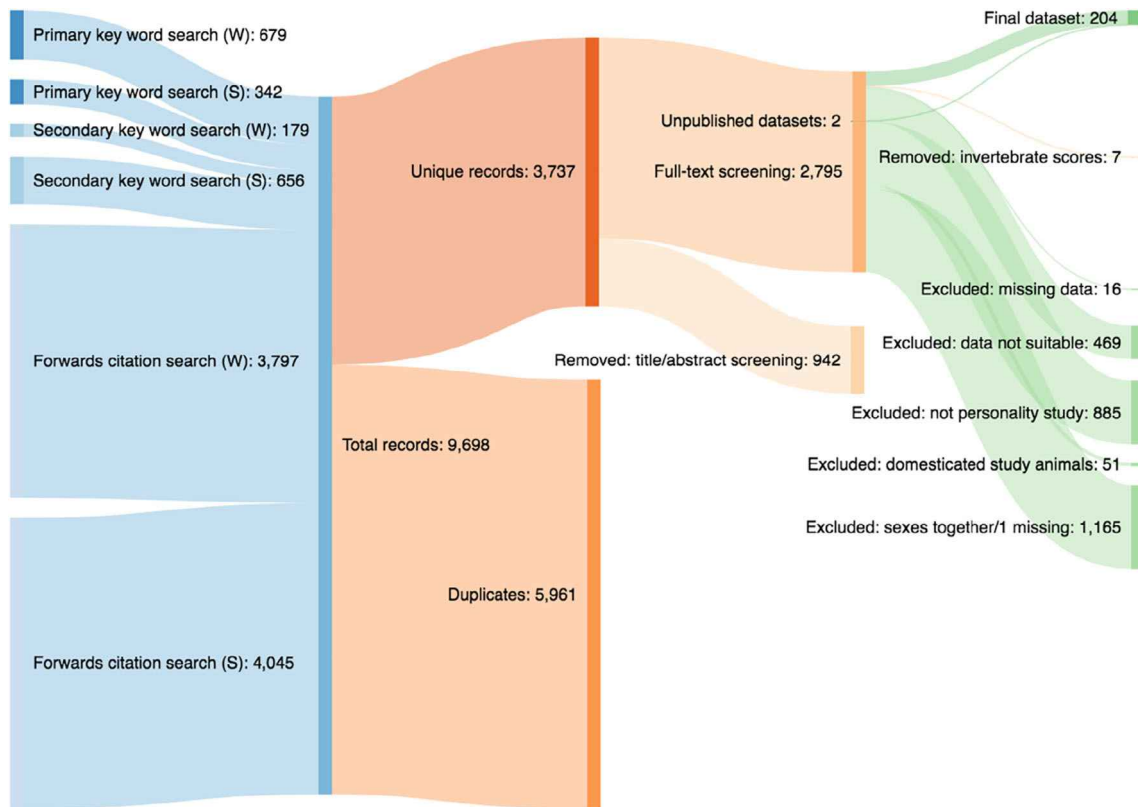 Primary key word search (W): 679
Primary key word search (S): 342
Secondary key word search (W): 179
Secondary key word search (S): 656
Forwards citation search (W): 3,797
Forwards citation search (S): 4,045
Total records: 9,698
Unique records: 3,737
Duplicates: 5,961
Unpublished datasets: 2
Full-text screening: 2,795
Removed: title/abstract screening: 942
Final dataset: 204
Removed: invertebrate scores: 7
Excluded: missing data: 16
Excluded: data not suitable: 469
Excluded: not personality study: 885
Excluded: domesticated study animals: 51
Excluded: sexes together/1 missing: 1,165